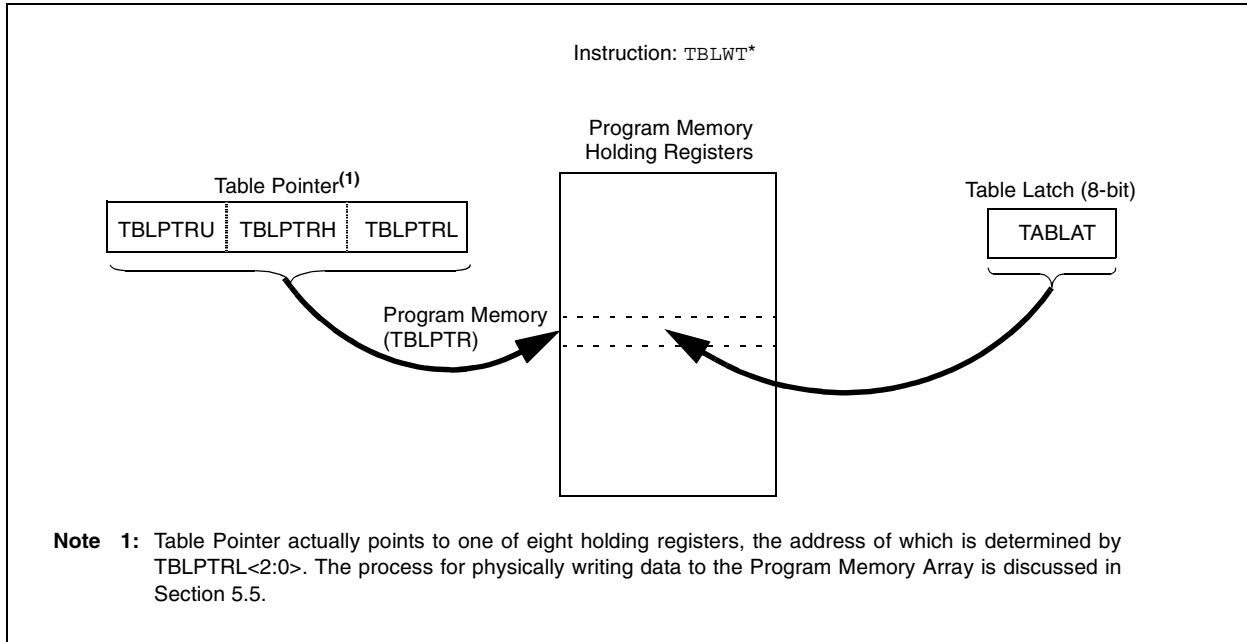 Instruction: TBLWT*
Program Memory
Holding Registers
Table Pointer(1)
Table Latch (8-bit)
TBLPTRU TBLPTRH TBLPTRL
TABLAT
Program Memory
(TBLPTR)
Note 1: Table Pointer actually points to one of eight holding registers, the address of which is determined by
TBLPTRL<2:0>. The process for physically writing data to the Program Memory Array is discussed in
Section 5.5.